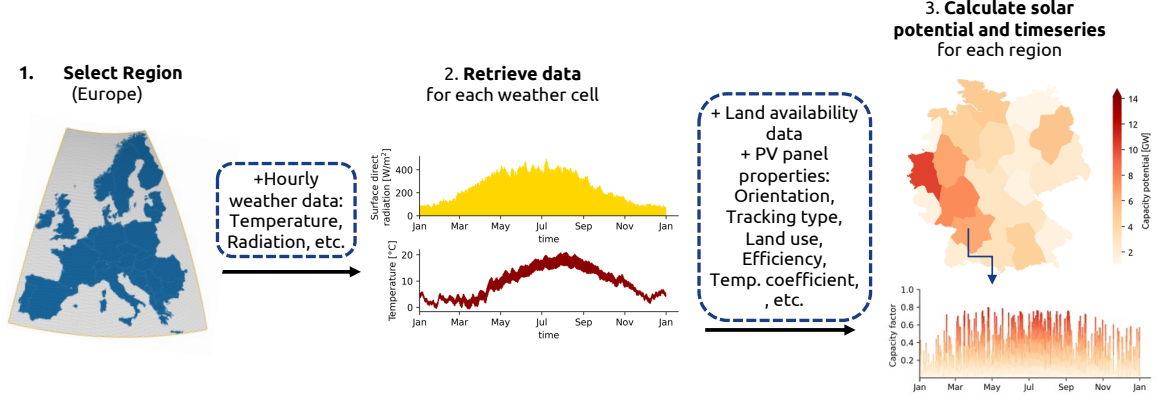 1. Select Region
(Europe)
+Hourly
weather data:
Temperature,
Radiation, etc.
2. Retrieve data
for each weather cell
Surface direct
radiation [W/m²]
400
200
0
Jan Mar May Jul Sep Nov Jan
time
Temperature [°C]
20
10
0
Jan Mar May Jul Sep Nov Jan
time
+ Land availability
data
+ PV panel
properties:
Orientation,
Tracking type,
Land use,
Efficiency,
Temp. coefficient,
, etc.
3. Calculate solar
potential and timeseries
for each region
14
12
10
8
6
4
2
Capacity potential [GW]
Capacity factor
1.0
0.8
0.6
0.4
0.2
Jan Mar May Jul Sep Nov Jan